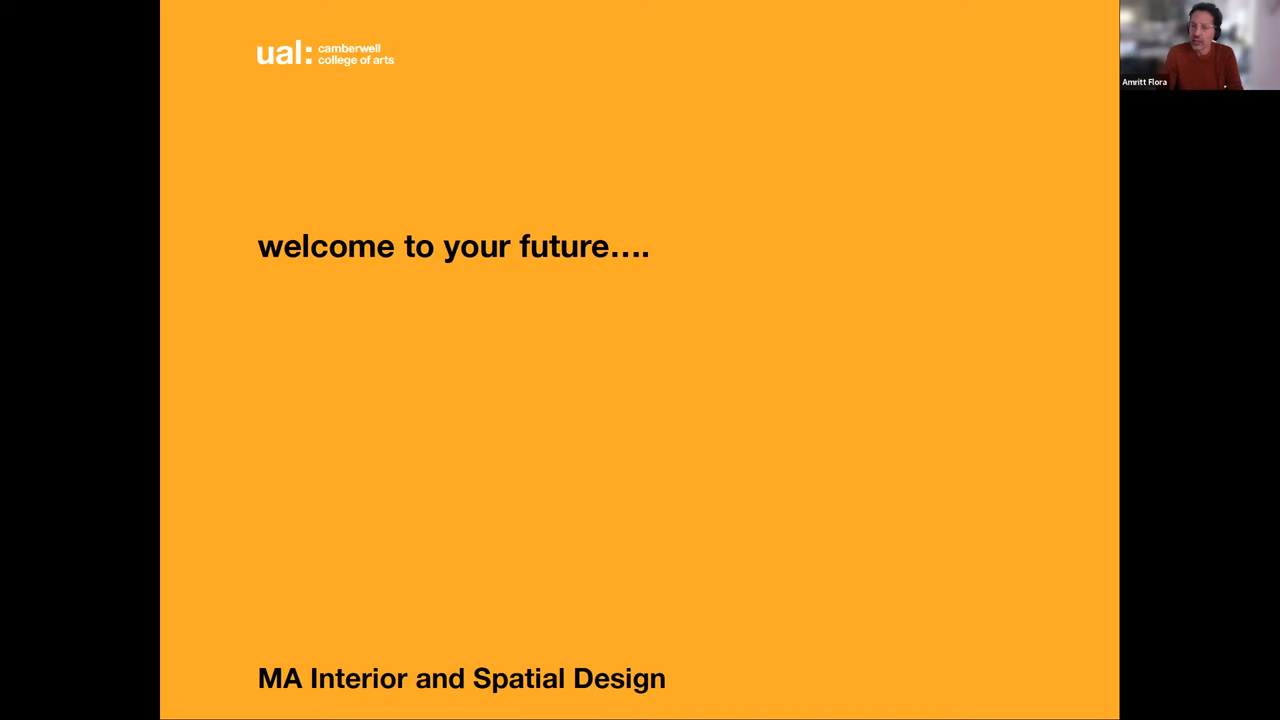 ual:
camberwell
college of arts
Amritt Flora
welcome to your future....
MA Interior and Spatial Design